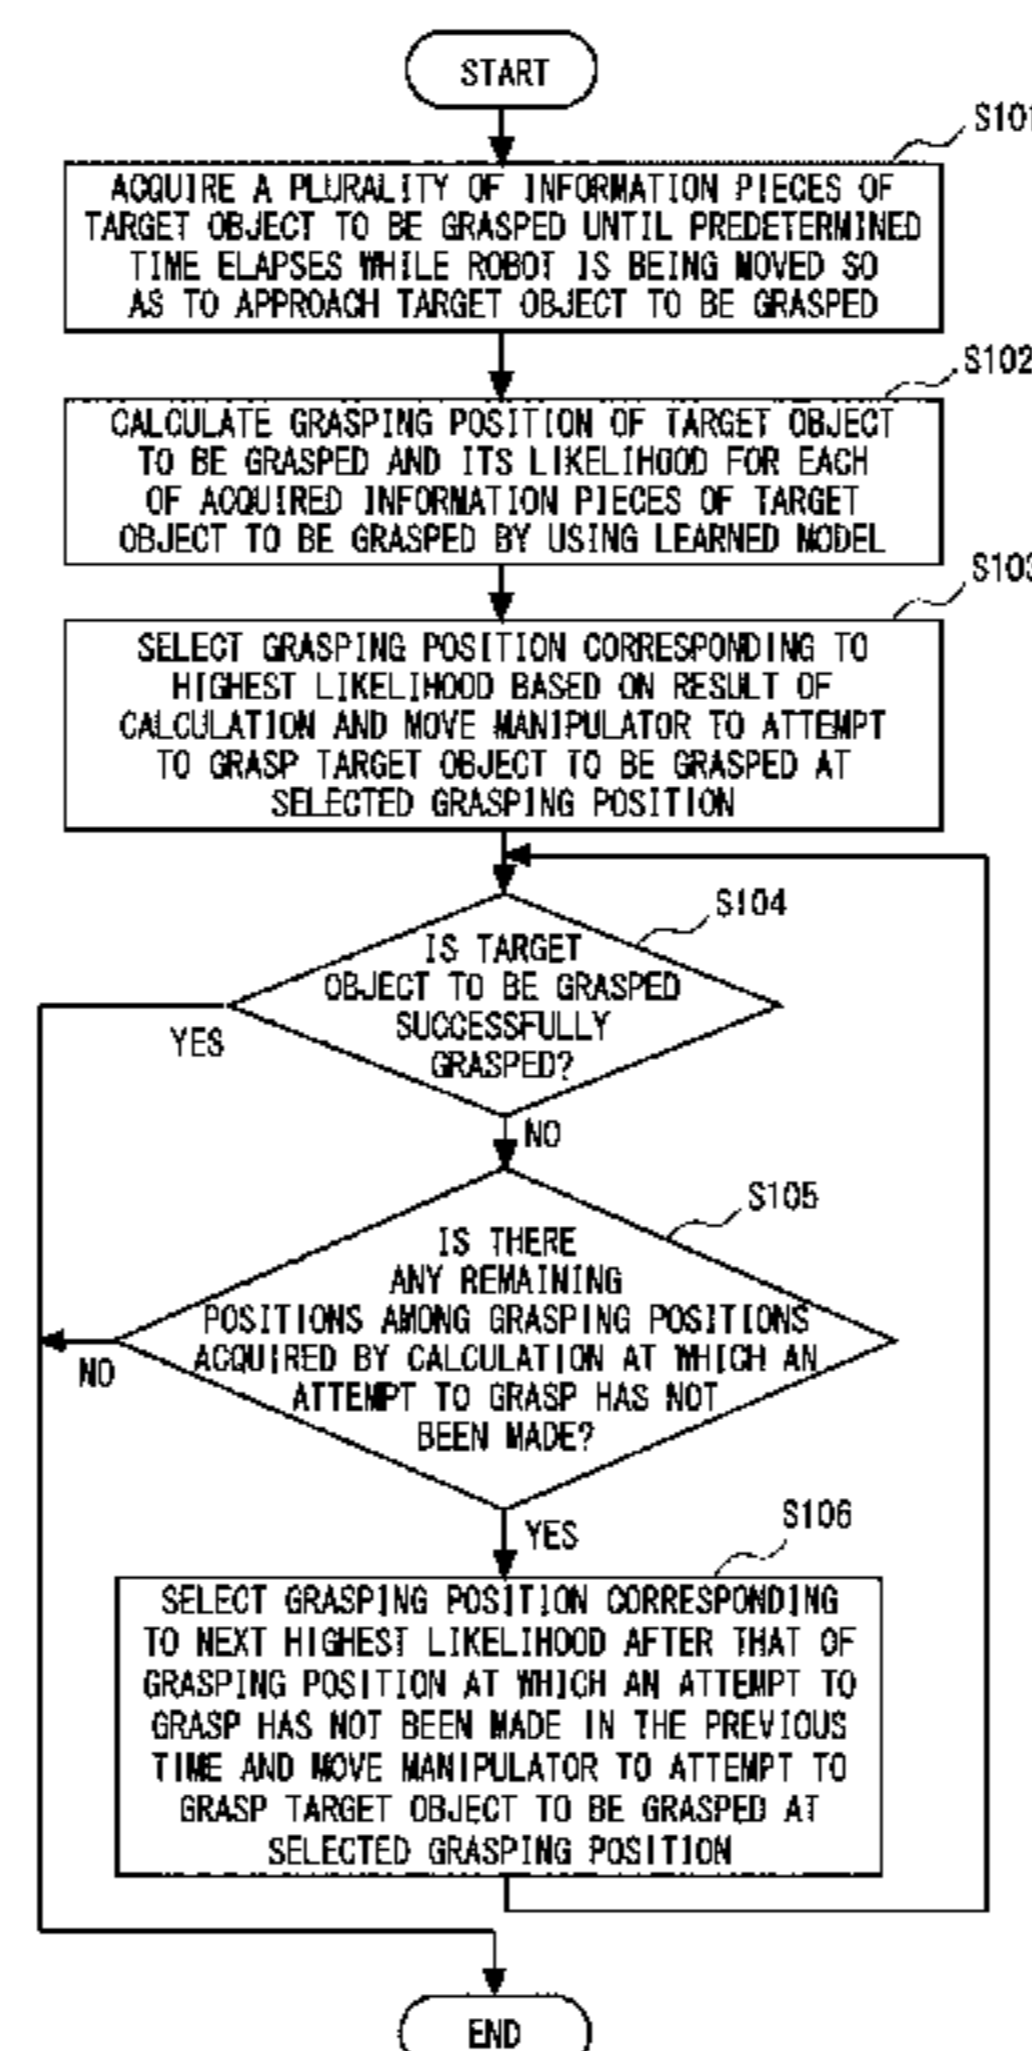 START
S101
ACQUIRE A PLURALITY OF INFORMATION PIECES OF
TARGET OBJECT TO BE GRASPED UNTIL PREDETERMINED
TIME ELAPSES WHILE ROBOT IS BEING MOVED SO
AS TO APPROACH TARGET OBJECT TO BE GRASPED
S102
CALCULATE GRASPING POSITION OF TARGET OBJECT
TO BE GRASPED AND ITS LIKELIHOOD FOR EACH
OF ACQUIRED INFORMATION PIECES OF TARGET
OBJECT TO BE GRASPED BY USING LEARNED MODEL
S103
SELECT GRASPING POSITION CORRESPONDING TO
HIGHEST LIKELIHOOD BASED ON RESULT OF
CALCULATION AND MOVE MANIPULATOR TO ATTEMPT
TO GRASP TARGET OBJECT TO BE GRASPED AT
SELECTED GRASPING POSITION
S104
IS TARGET
OBJECT TO BE GRASPED
SUCCESSFULLY
GRASPED?
YES
NO
S105
IS THERE
ANY REMAINING
POSITIONS AMONG GRASPING POSITIONS
ACQUIRED BY CALCULATION AT WHICH AN
ATTEMPT TO GRASP HAS NOT
BEEN MADE?
NO
YES
S106
SELECT GRASPING POSITION CORRESPONDING
TO NEXT HIGHEST LIKELIHOOD AFTER THAT OF
GRASPING POSITION AT WHICH AN ATTEMPT TO
GRASP HAS NOT BEEN MADE IN THE PREVIOUS
TIME AND MOVE MANIPULATOR TO ATTEMPT TO
GRASP TARGET OBJECT TO BE GRASPED AT
SELECTED GRASPING POSITION
END